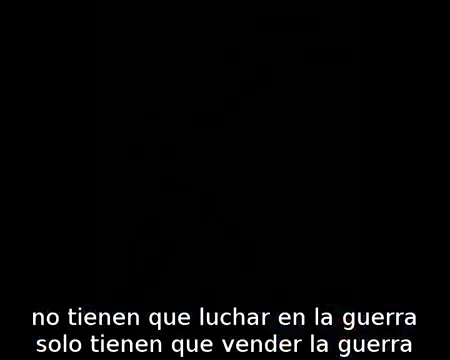 no tienen que luchar en la guerra
solo tienen que vender la guerra